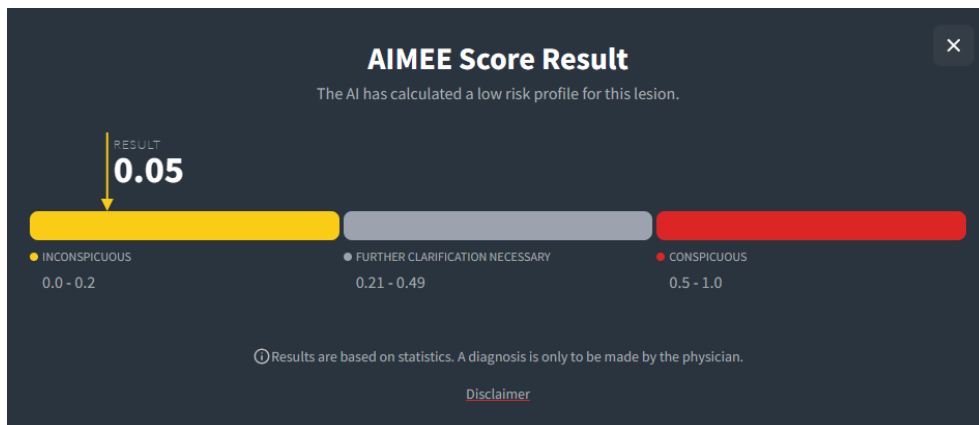 AIMEE Score Result
The AI has calculated a low risk profile for this lesion.
RESULT
0.05
INCONSPICUOUS
FURTHER CLARIFICATION NECESSARY
CONSPICUOUS
0.0 - 0.2
0.21 - 0.49
0.5 - 1.0
Results are based on statistics. A diagnosis is only to be made by the physician.
Disclaimer